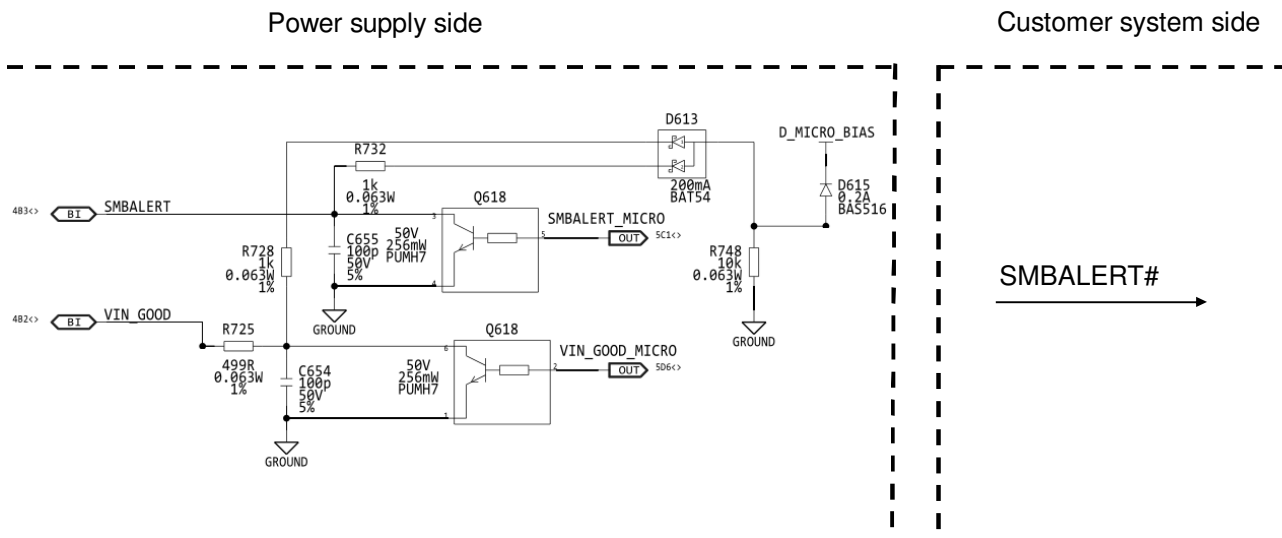 Power supply side
Customer system side
D613
D_MICRO_BIAS
R732
1k
0.063W
1%
200mA
BAT54
D615
0.2A
BAS516
4B3<>
BI
SMBALERT
Q618
3
SMBALERT_MICRO
5
OUT
5C1<>
C655
100p
50V
5%
50V
256mW
PUMH7
4
R728
1k
0.063W
1%
R748
10k
0.063W
1%
SMBALERT#
GROUND
GROUND
4B2<>
BI
VIN_GOOD
R725
499R
0.063W
1%
Q618
6
VIN_GOOD_MICRO
2
OUT
5D6<>
C654
100p
50V
5%
50V
256mW
PUMH7
1
GROUND